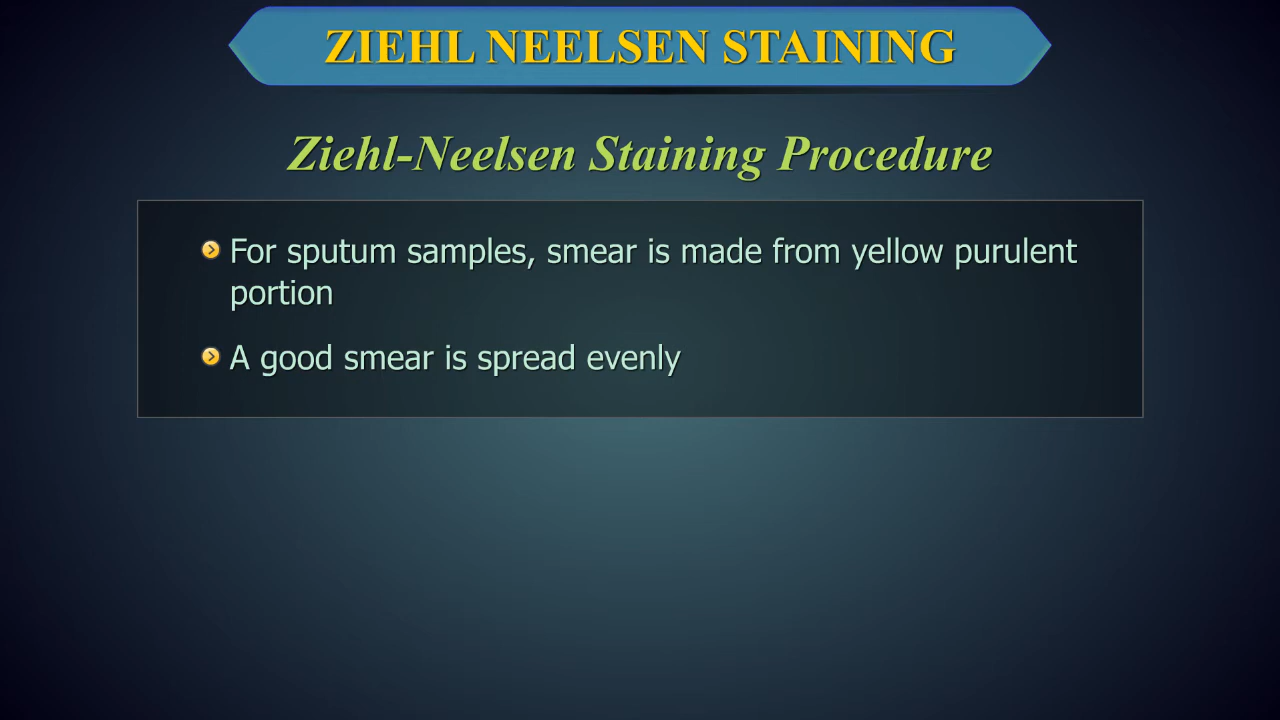 ZIEHL NEELSEN STAINING
Ziehl-Neelsen Staining Procedure
For sputum samples, smear is made from yellow purulent
portion
A good smear is spread evenly